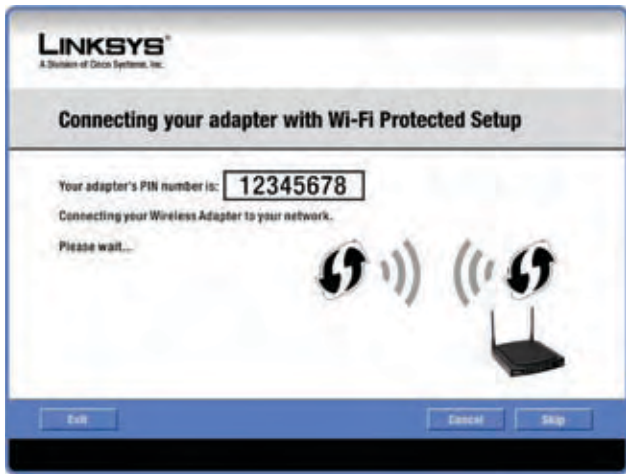 LINKSYS®
A Division of Cisco Systems, Inc.
Connecting your adapter with Wi-Fi Protected Setup
Your adapter's PIN number is: 12345678
Connecting your Wireless Adapter to your network.
Please wait...
Exit Cancel Skip